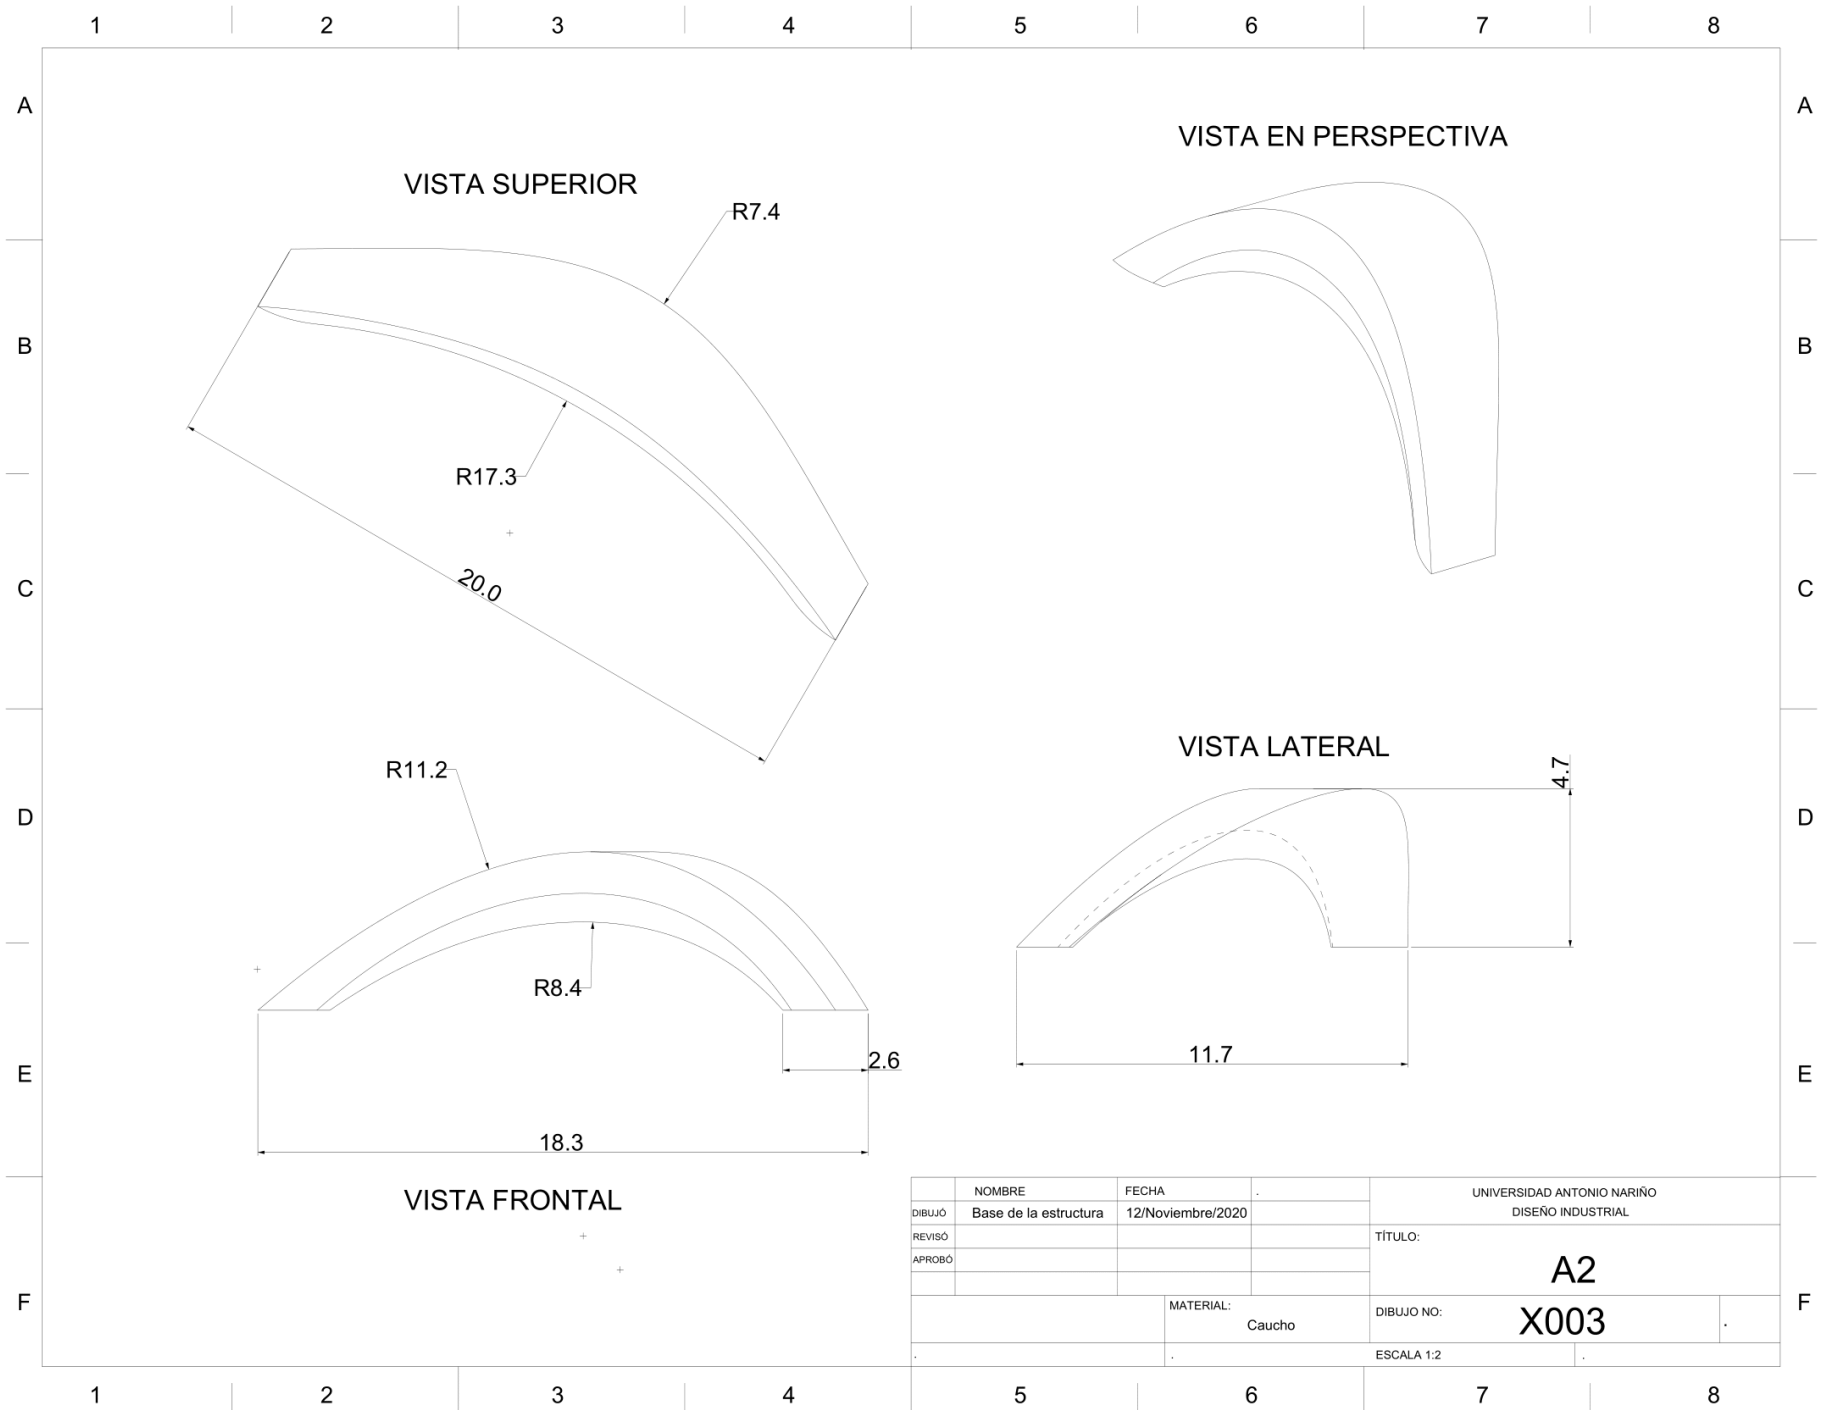 1 2 3 4 5 6 7 8
A A
VISTA EN PERSPECTIVA
VISTA SUPERIOR
R7.4
B B
R17.3
20.0
C C
VISTA LATERAL
4.7
R11.2
D D
R8.4
11.7
2.6
E E
18.3
VISTA FRONTAL
NOMBRE FECHA .
UNIVERSIDAD ANTONIO NARIÑO
DISEÑO INDUSTRIAL
DIBUJÓ Base de la estructura 12/Noviembre/2020
REVISÓ
TÍTULO:
APROBÓ
A2
F F
MATERIAL:
Caucho
DIBUJO NO:
X003
.
. .
ESCALA 1:2
.
1 2 3 4 5 6 7 8